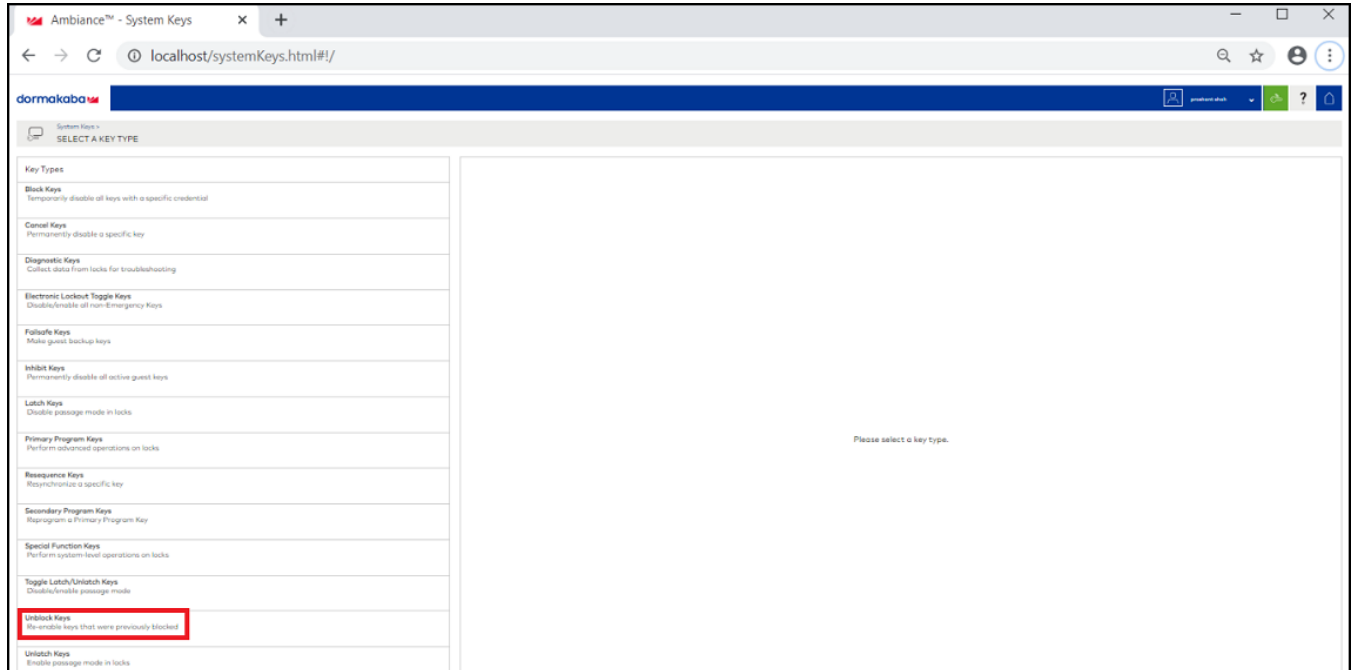 Ambiance™ - System Keys
localhost/systemKeys.html#!/
dormakaba
prashant shah
?
System Keys >
SELECT A KEY TYPE
Key Types
Block Keys
Temporarily disable all keys with a specific credential
Cancel Keys
Permanently disable a specific key
Diagnostic Keys
Collect data from locks for troubleshooting
Electronic Lockout Toggle Keys
Disable/enable all non-Emergency Keys
Failsafe Keys
Make guest backup keys
Inhibit Keys
Permanently disable all active guest keys
Latch Keys
Disable passage mode in locks
Primary Program Keys
Perform advanced operations on locks
Please select a key type.
Resequence Keys
Resynchronize a specific key
Secondary Program Keys
Reprogram a Primary Program Key
Special Function Keys
Perform system-level operations on locks
Toggle Latch/Unlatch Keys
Disable/enable passage mode
Unblock Keys
Re-enable keys that were previously blocked
Unlatch Keys
Enable passage mode in locks